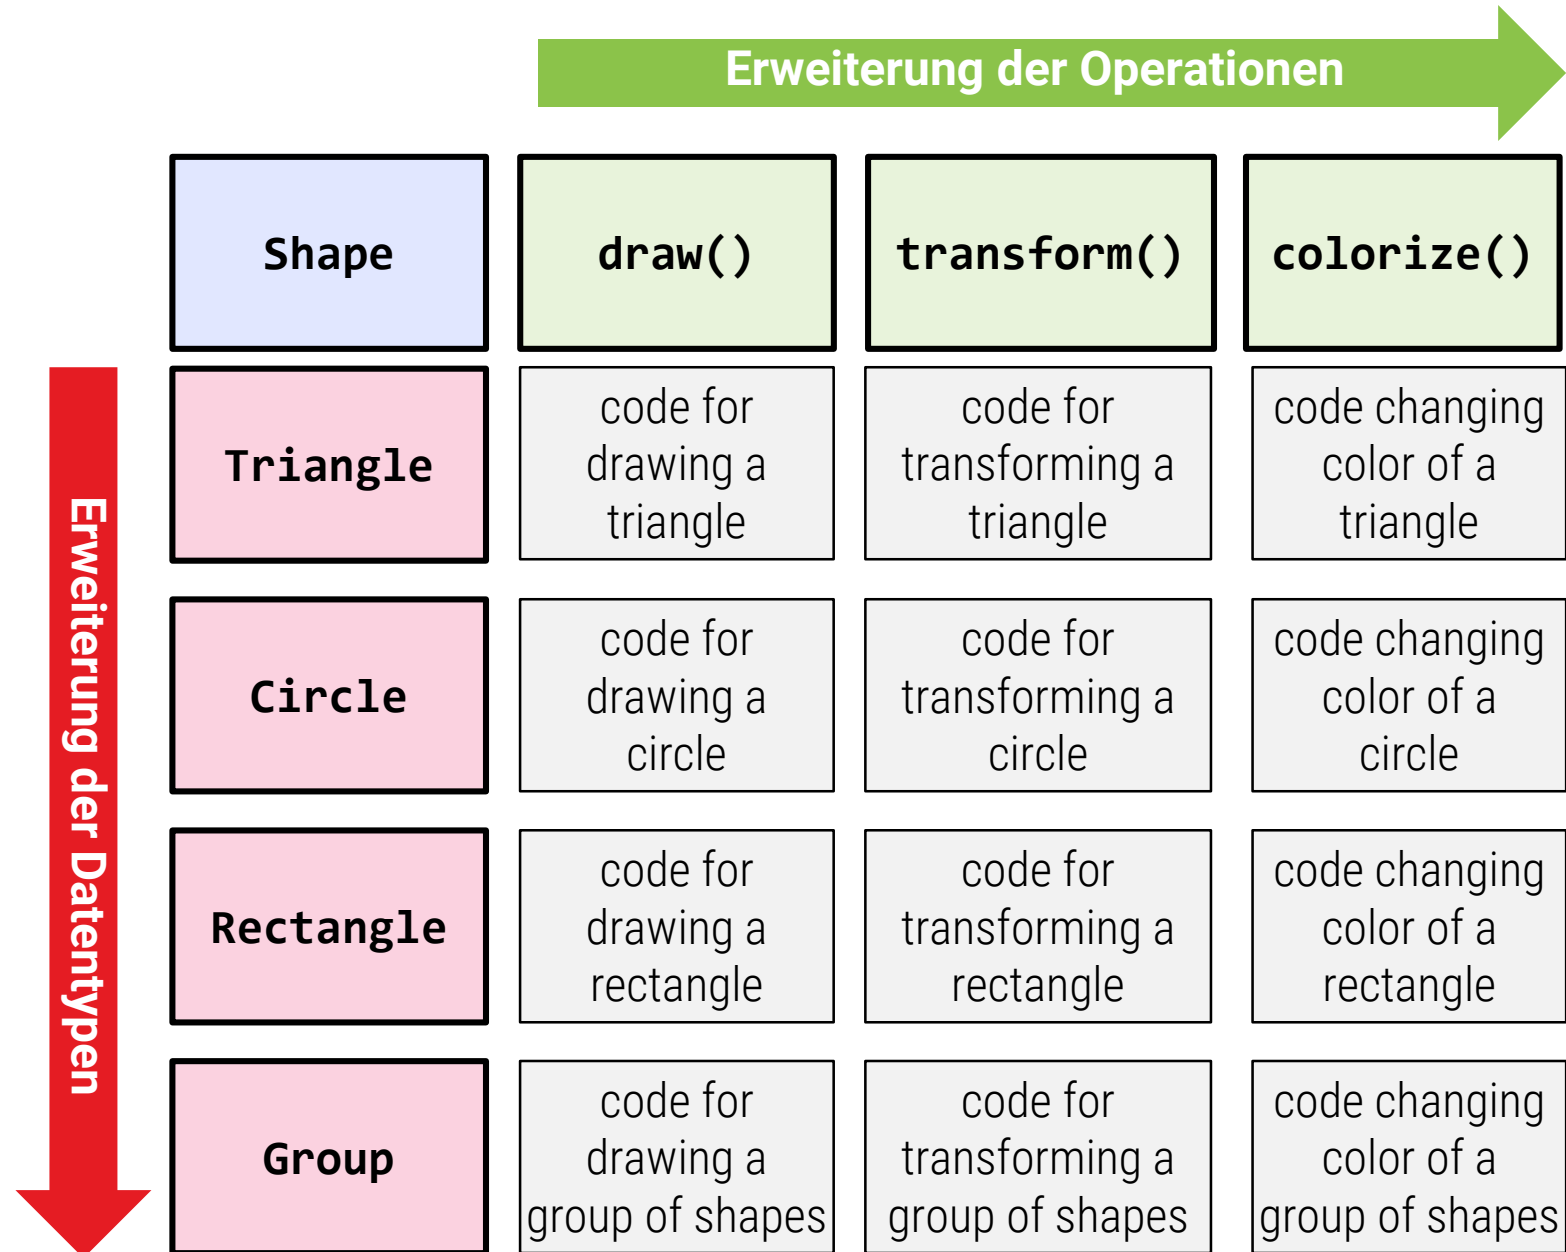 Erweiterung der Operationen
Shape
draw()
transform()
colorize()
Erweiterung der Datentypen
Triangle
code for
drawing a
triangle
code for
transforming a
triangle
code changing
color of a
triangle
Circle
code for
drawing a
circle
code for
transforming a
circle
code changing
color of a
circle
Rectangle
code for
drawing a
rectangle
code for
transforming a
rectangle
code changing
color of a
rectangle
Group
code for
drawing a
group of shapes
code for
transforming a
group of shapes
code changing
color of a
group of shapes